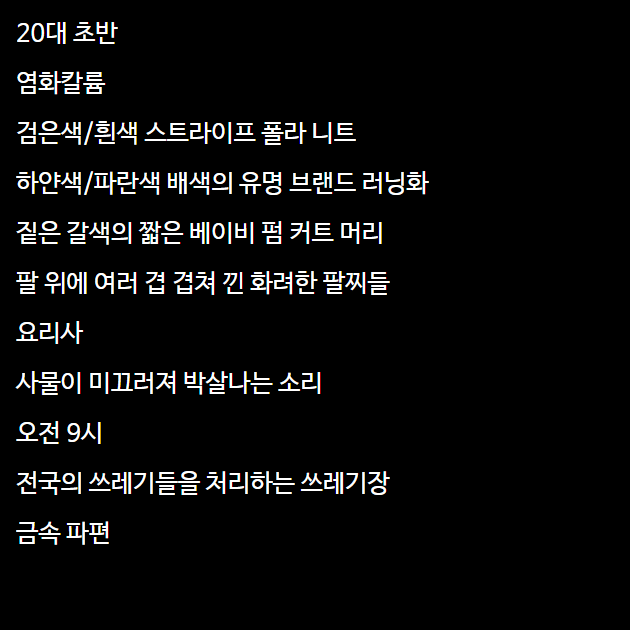 20대 초반
염화칼륨
검은색/흰색 스트라이프 폴라 니트
하얀색/파란색 배색의 유명 브랜드 러닝화
짙은 갈색의 짧은 베이비 펌 커트 머리
팔 위에 여러 겹 겹쳐 낀 화려한 팔찌들
요리사
사물이 미끄러져 박살나는 소리
오전 9시
전국의 쓰레기들을 처리하는 쓰레기장
금속 파편